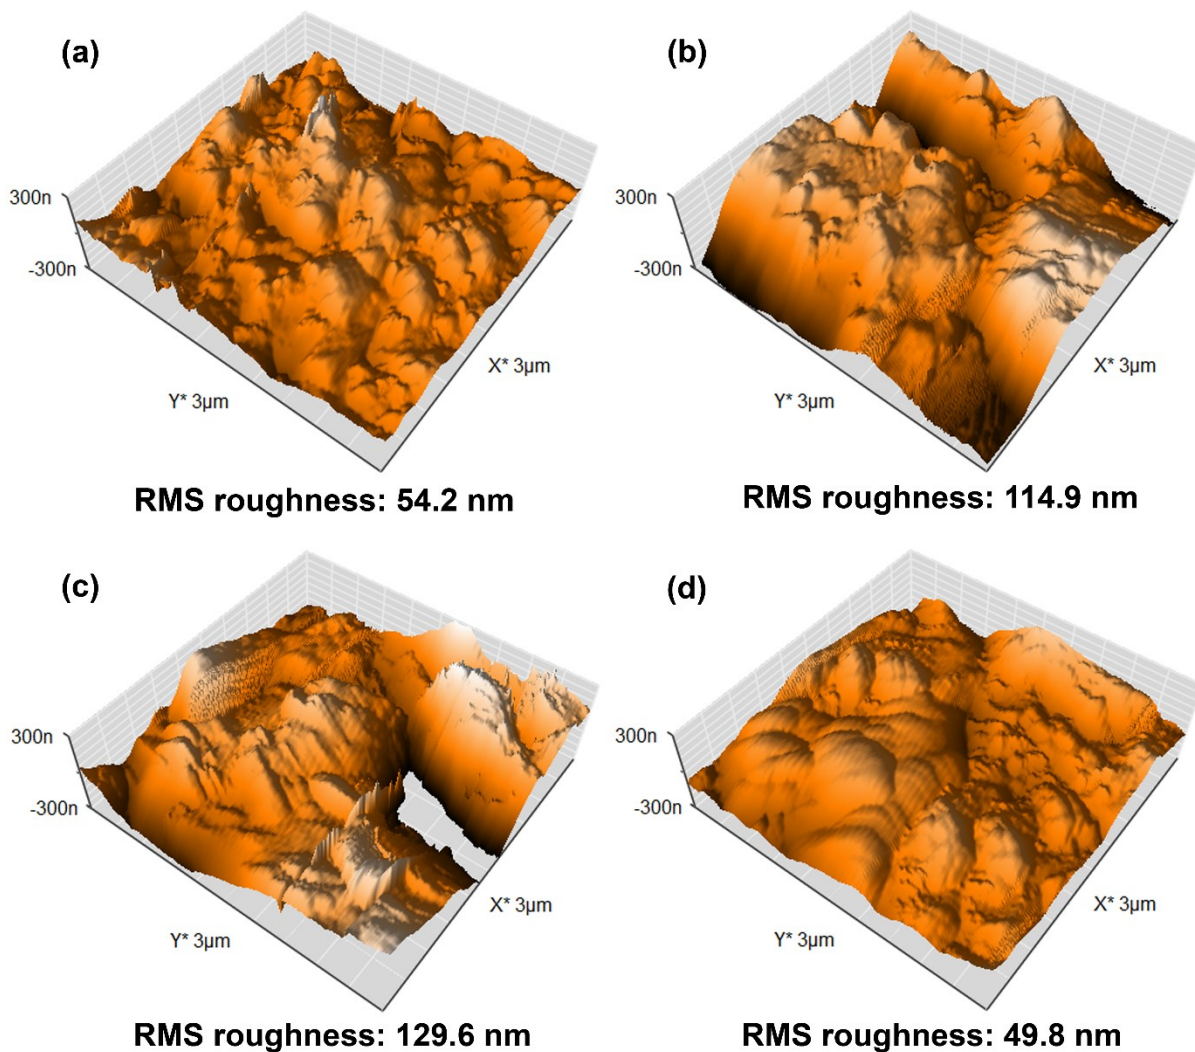 (a)
300n
-300n
Y* 3µm
X* 3µm
RMS roughness: 54.2 nm
(b)
300n
-300n
Y* 3µm
X* 3µm
RMS roughness: 114.9 nm
(c)
300n
-300n
Y* 3µm
X* 3µm
RMS roughness: 129.6 nm
(d)
300n
-300n
Y* 3µm
X* 3µm
RMS roughness: 49.8 nm